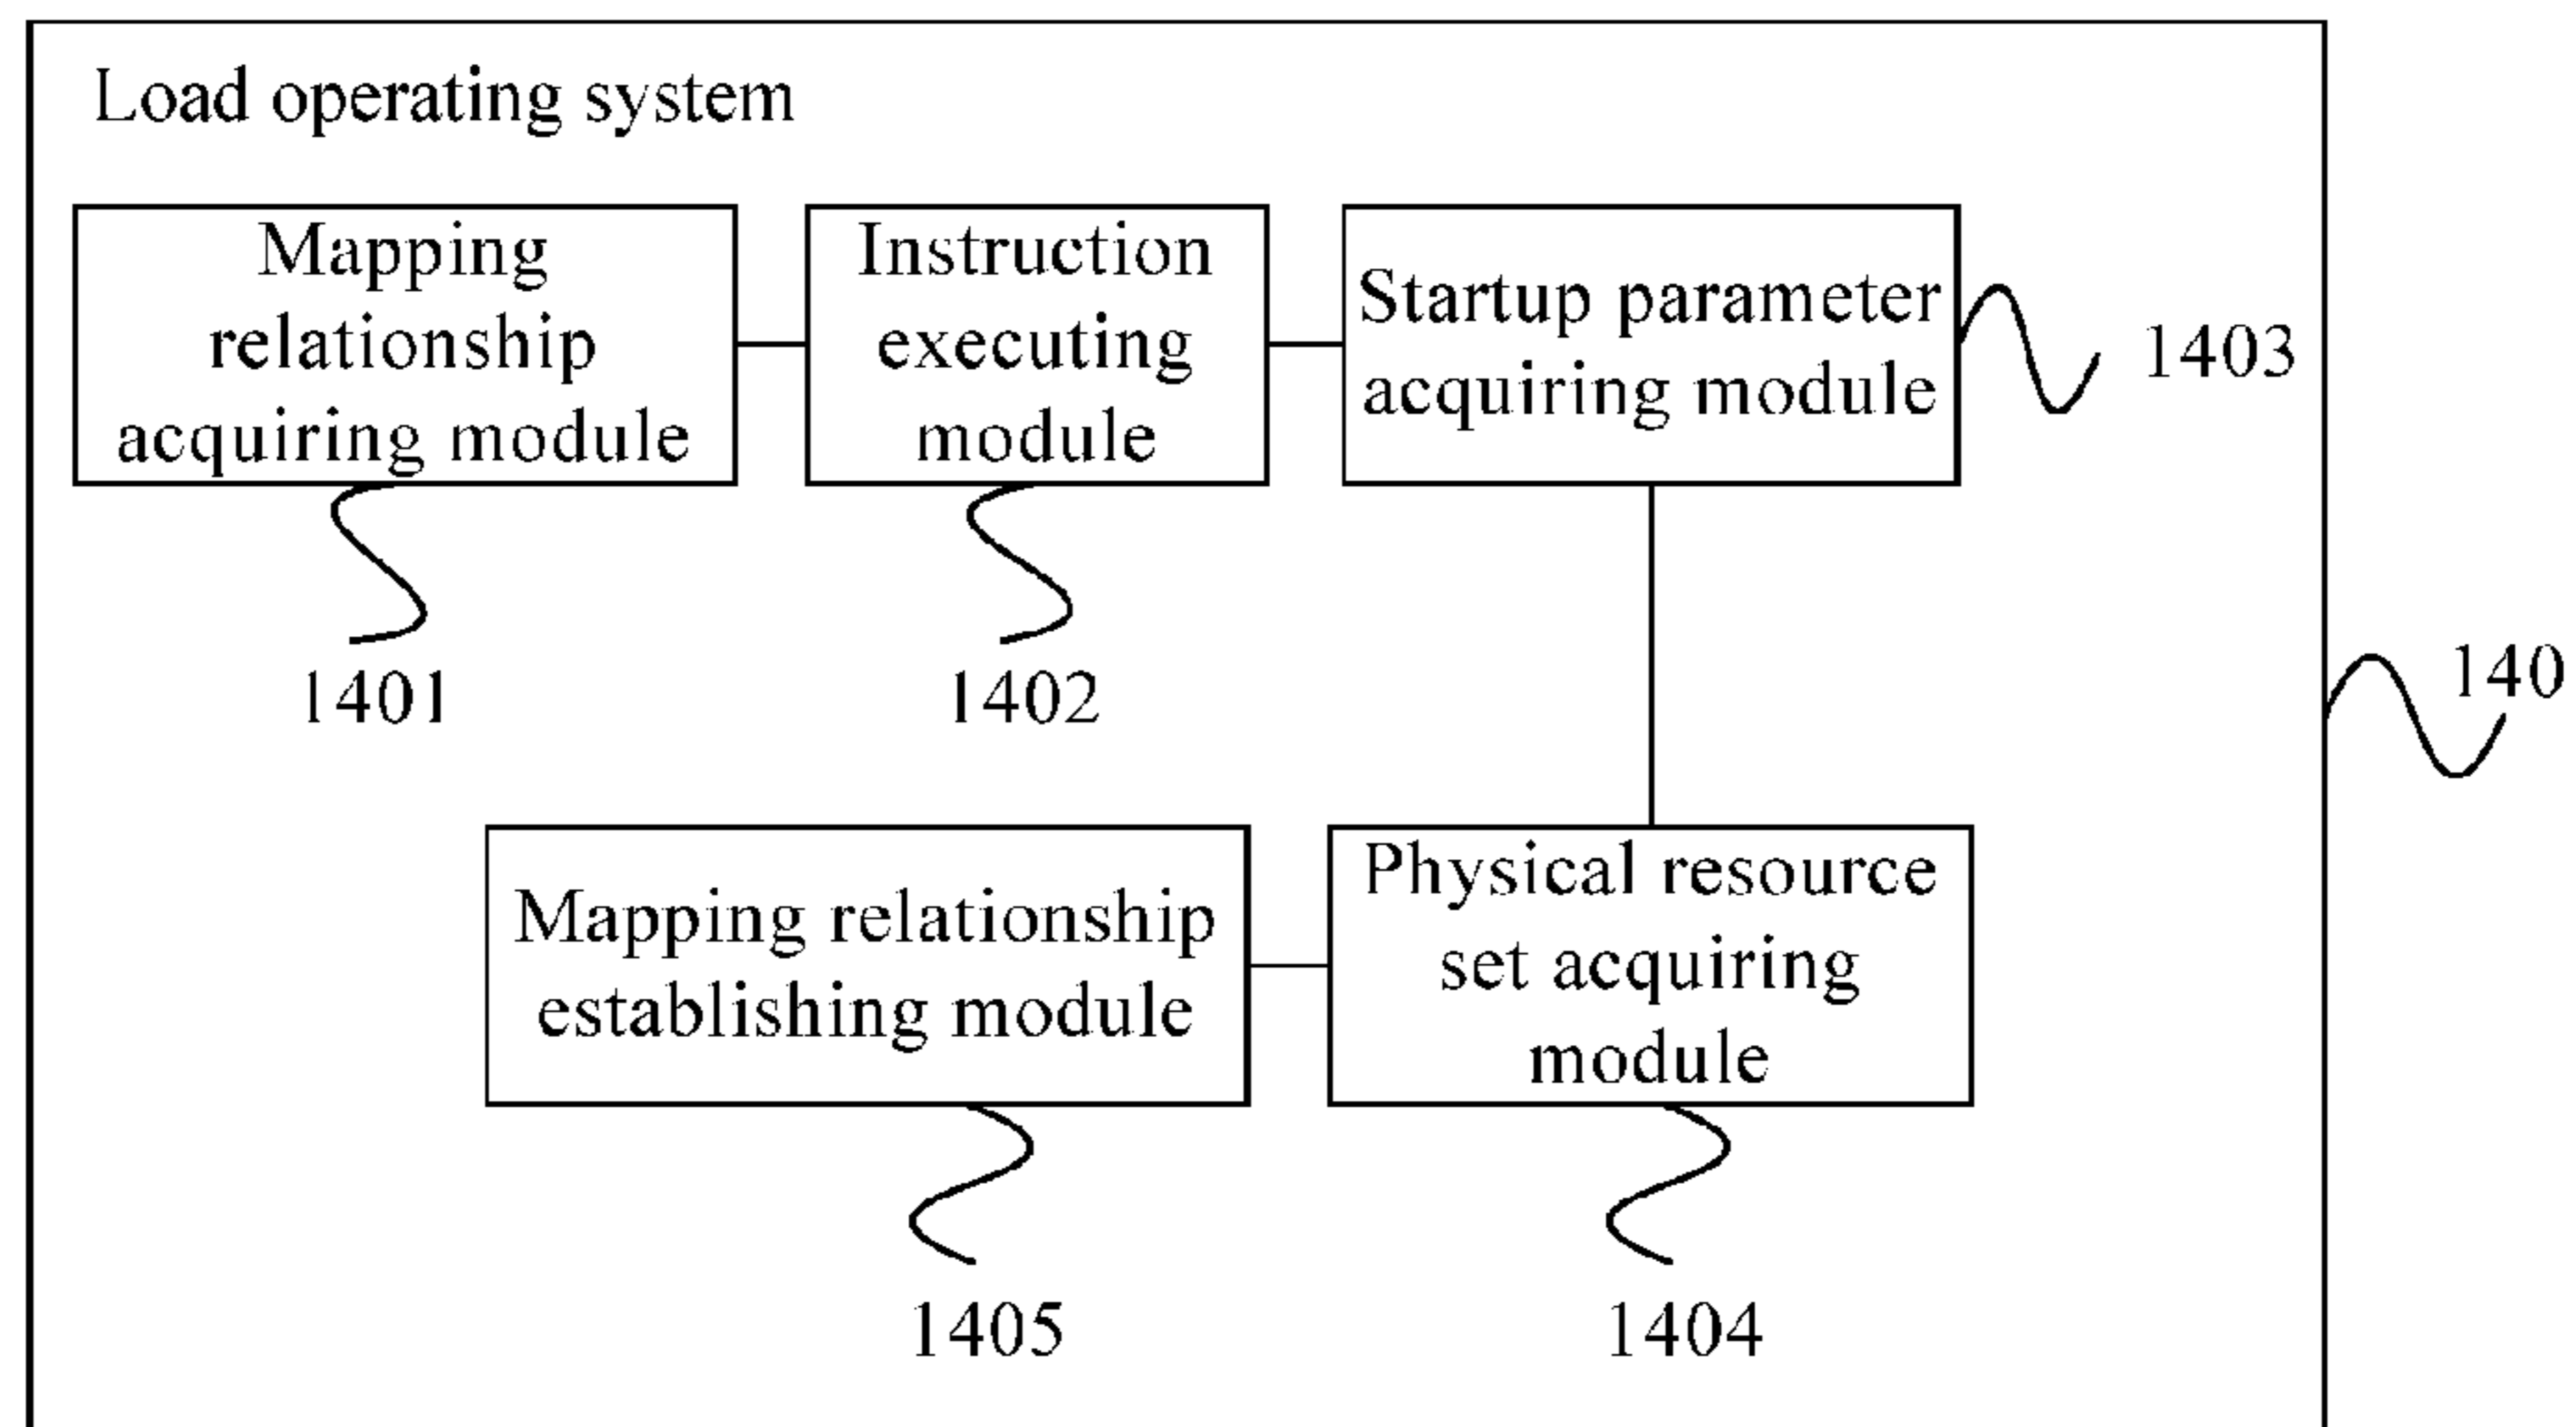 Load operating system
Mapping
relationship
acquiring module
Instruction
executing
module
Startup parameter
acquiring module
1403
1401
1402
140
Mapping relationship
establishing module
Physical resource
set acquiring
module
1405
1404